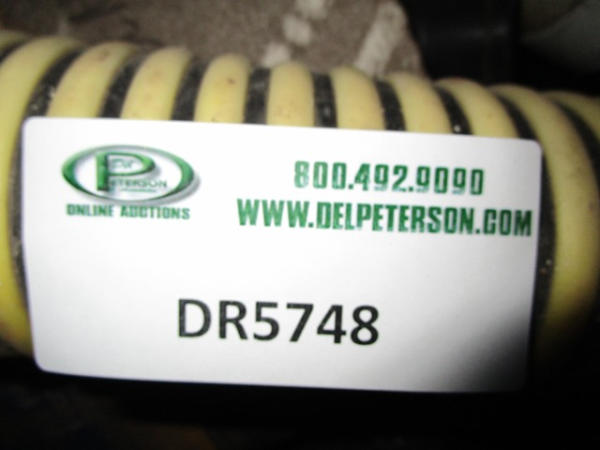 PETERSON
ONLINE AUCTIONS
800.492.9090
WWW.DELPETERSON.COM
DR5748